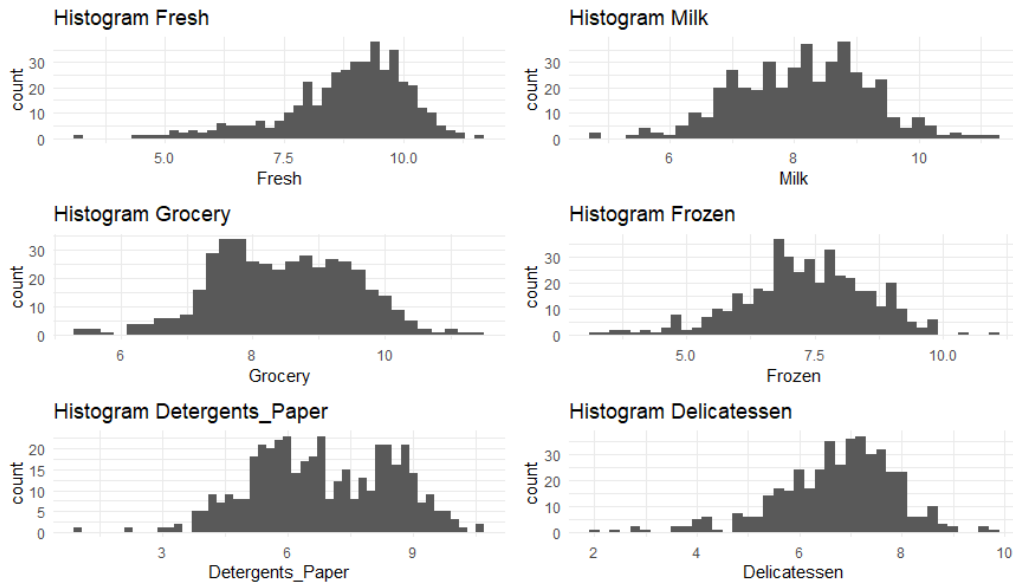 Histogram Fresh
count
30
20
10
0
5.0 7.5 10.0
Fresh
Histogram Milk
count
30
20
10
0
6 8 10
Milk
Histogram Grocery
count
30
20
10
0
6 8 10
Grocery
Histogram Frozen
count
30
20
10
0
5.0 7.5 10.0
Frozen
Histogram Detergents_Paper
count
20
15
10
5
0
3 6 9
Detergents_Paper
Histogram Delicatessen
count
30
20
10
0
2 4 6 8 10
Delicatessen